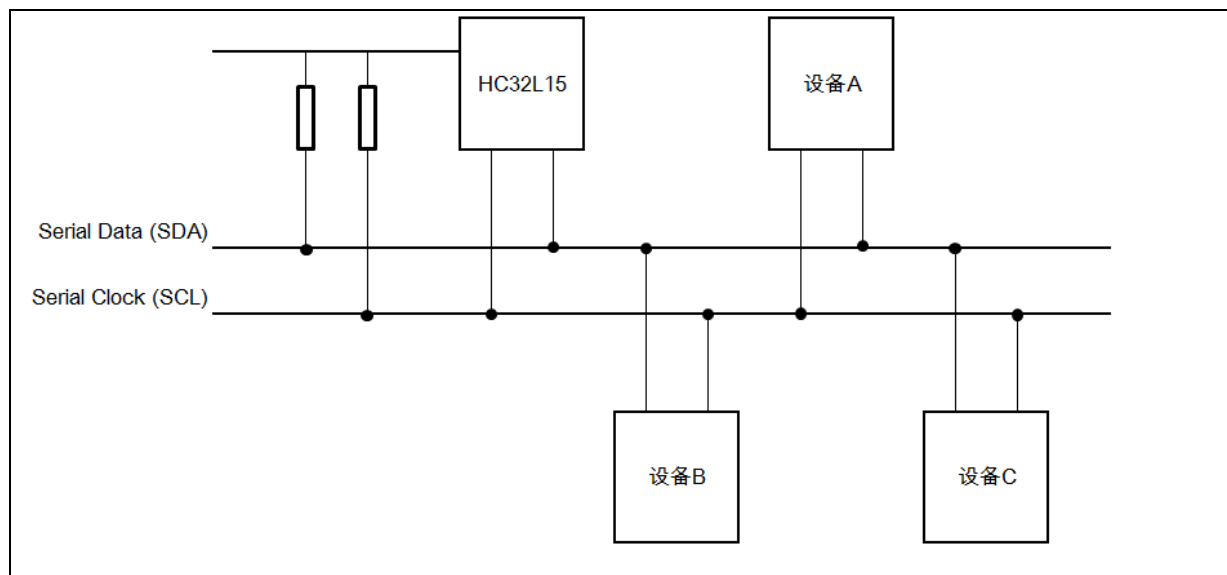 HC32L15
设备A
Serial Data (SDA)
Serial Clock (SCL)
设备B
设备C